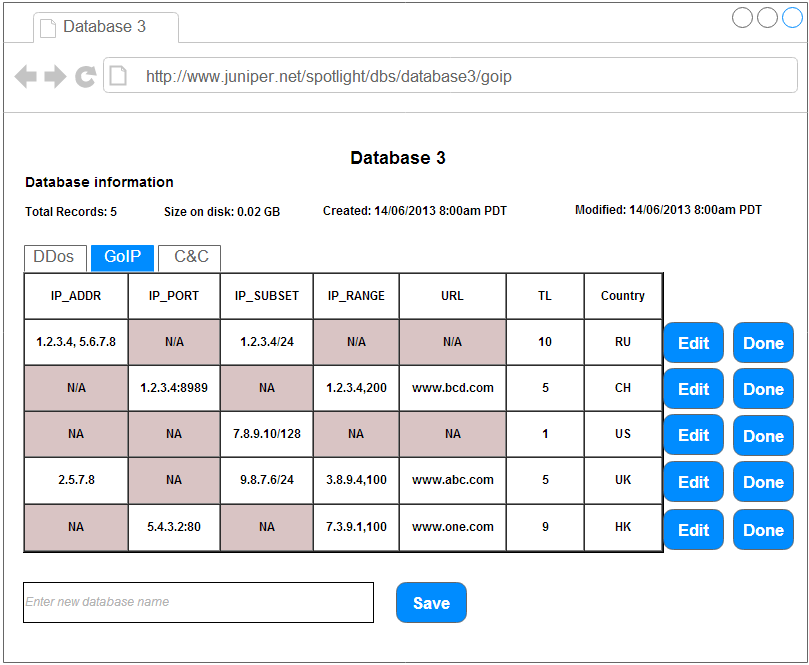 Database 3
http://www.juniper.net/spotlight/dbs/database3/goip
Database 3
Database information
Total Records: 5 Size on disk: 0.02 GB Created: 14/06/2013 8:00am PDT Modified: 14/06/2013 8:00am PDT
DDos GoIP C&C
IP_ADDR IP_PORT IP_SUBSET IP_RANGE URL TL Country
1.2.3.4, 5.6.7.8 N/A 1.2.3.4/24 N/A N/A 10 RU Edit Done
N/A 1.2.3.4:8989 NA 1.2.3.4,200 www.bcd.com 5 CH Edit Done
NA NA 7.8.9.10/128 NA NA 1 US Edit Done
2.5.7.8 NA 9.8.7.6/24 3.8.9.4,100 www.abc.com 5 UK Edit Done
NA 5.4.3.2:80 NA 7.3.9.1,100 www.one.com 9 HK Edit Done
Enter new database name Save